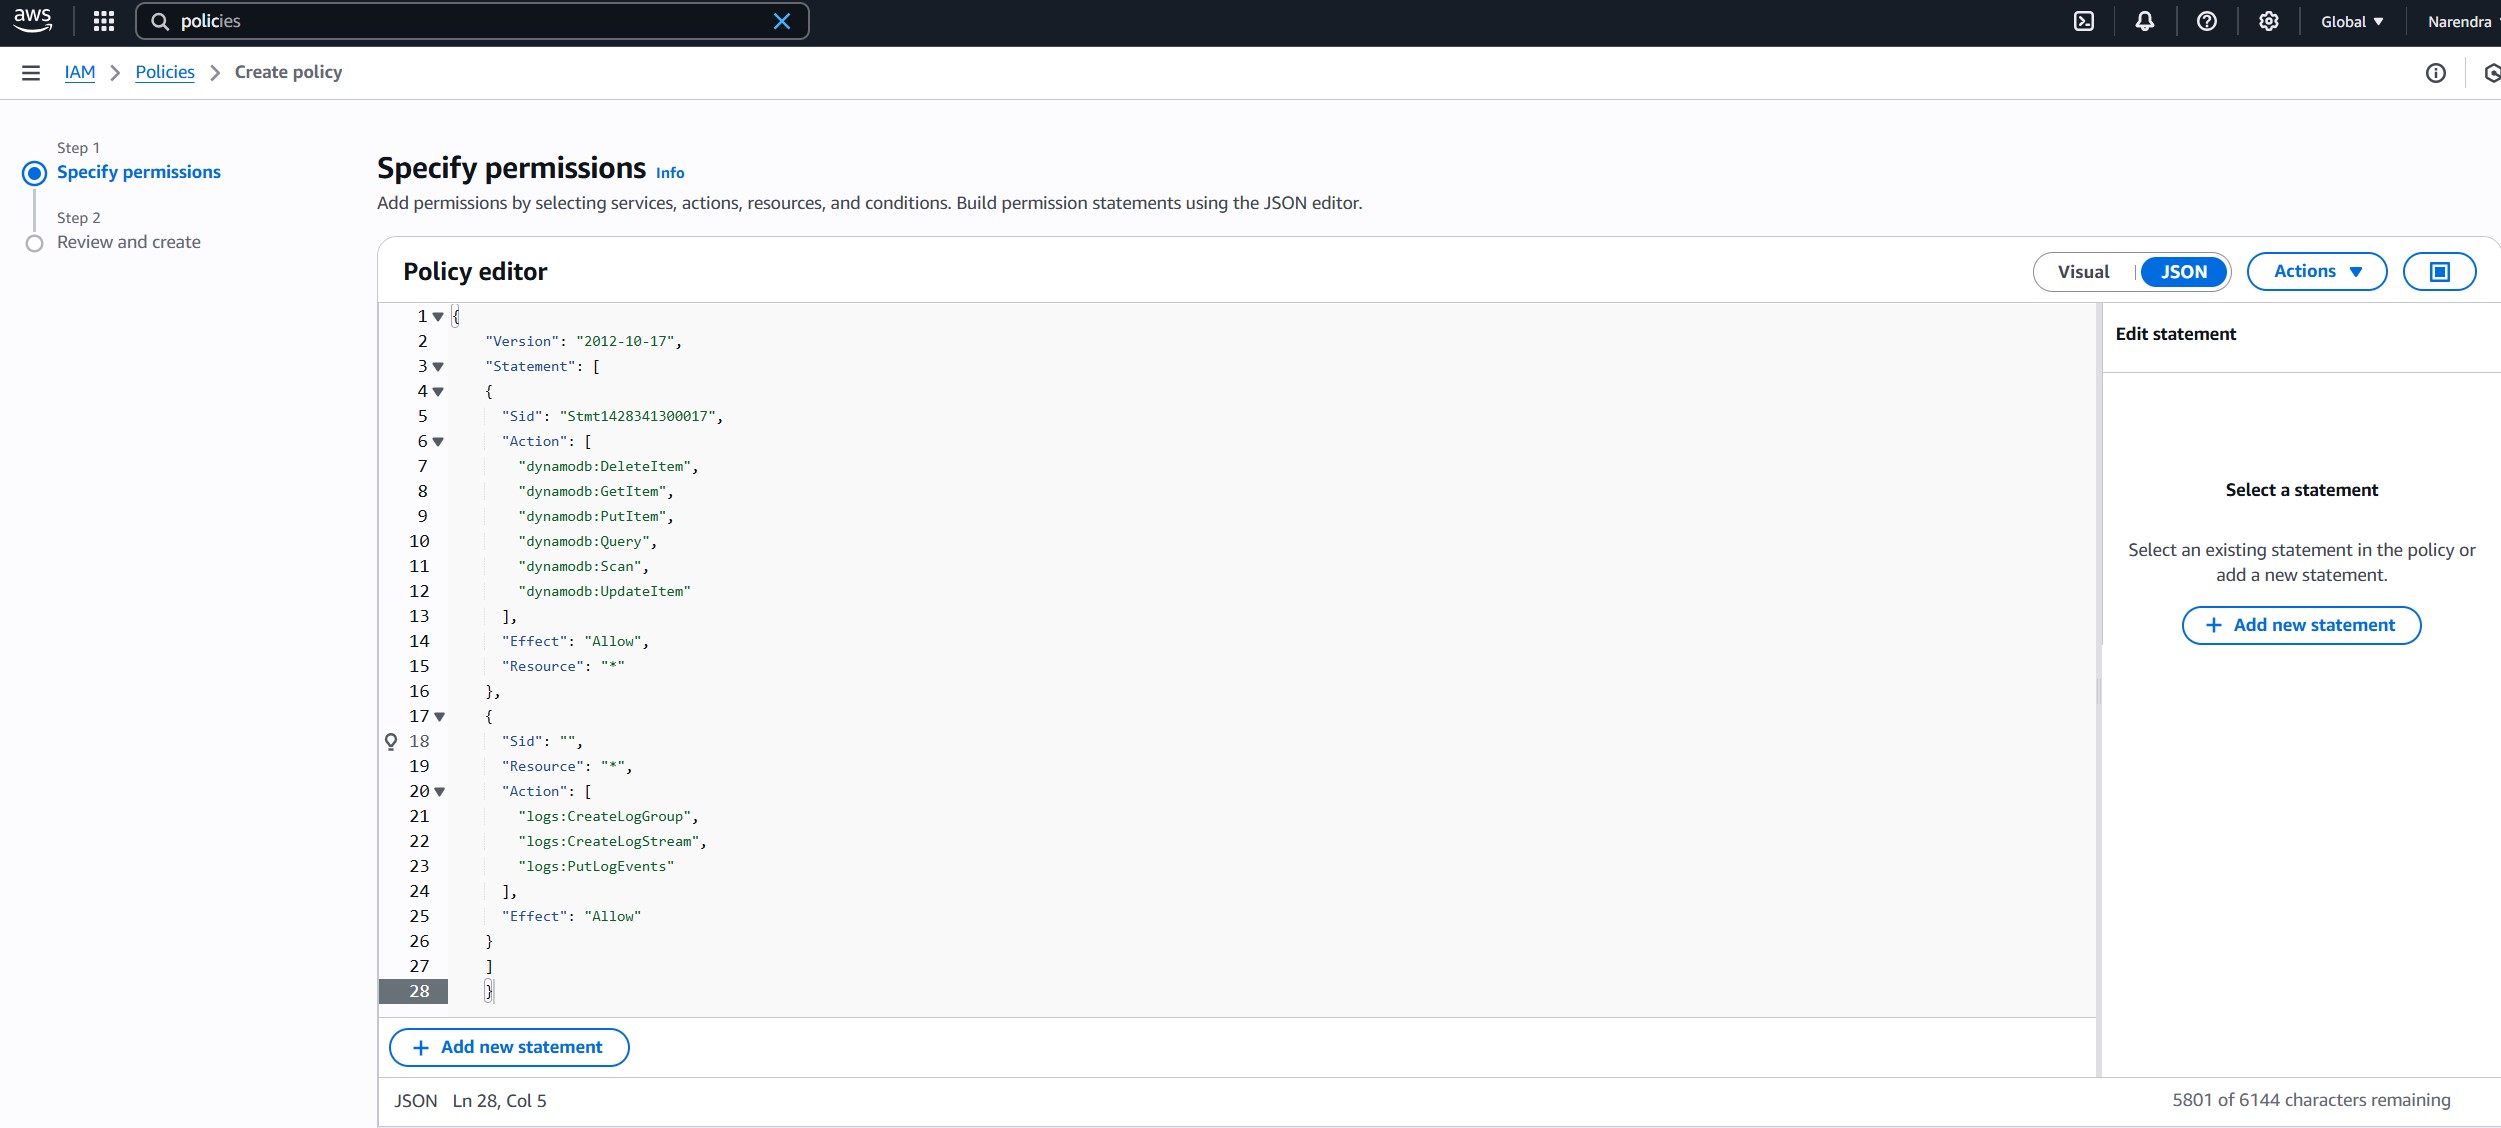 aws
policies
Global
Narendra
IAM > Policies > Create policy
Step 1
Specify permissions
Step 2
Review and create
Specify permissions Info
Add permissions by selecting services, actions, resources, and conditions. Build permission statements using the JSON editor.
Policy editor
Visual | JSON
Actions
1 {
2 "Version": "2012-10-17",
3 "Statement": [
4 {
5 "Sid": "Stmt1428341300017",
6 "Action": [
7 "dynamodb:DeleteItem",
8 "dynamodb:GetItem",
9 "dynamodb:PutItem",
10 "dynamodb:Query",
11 "dynamodb:Scan",
12 "dynamodb:UpdateItem"
13 ],
14 "Effect": "Allow",
15 "Resource": "*"
16 },
17 {
18 "Sid": "",
19 "Resource": "*",
20 "Action": [
21 "logs:CreateLogGroup",
22 "logs:CreateLogStream",
23 "logs:PutLogEvents"
24 ],
25 "Effect": "Allow"
26 }
27 ]
28 }
+ Add new statement
JSON Ln 28, Col 5
Edit statement
Select a statement
Select an existing statement in the policy or
add a new statement.
+ Add new statement
5801 of 6144 characters remaining